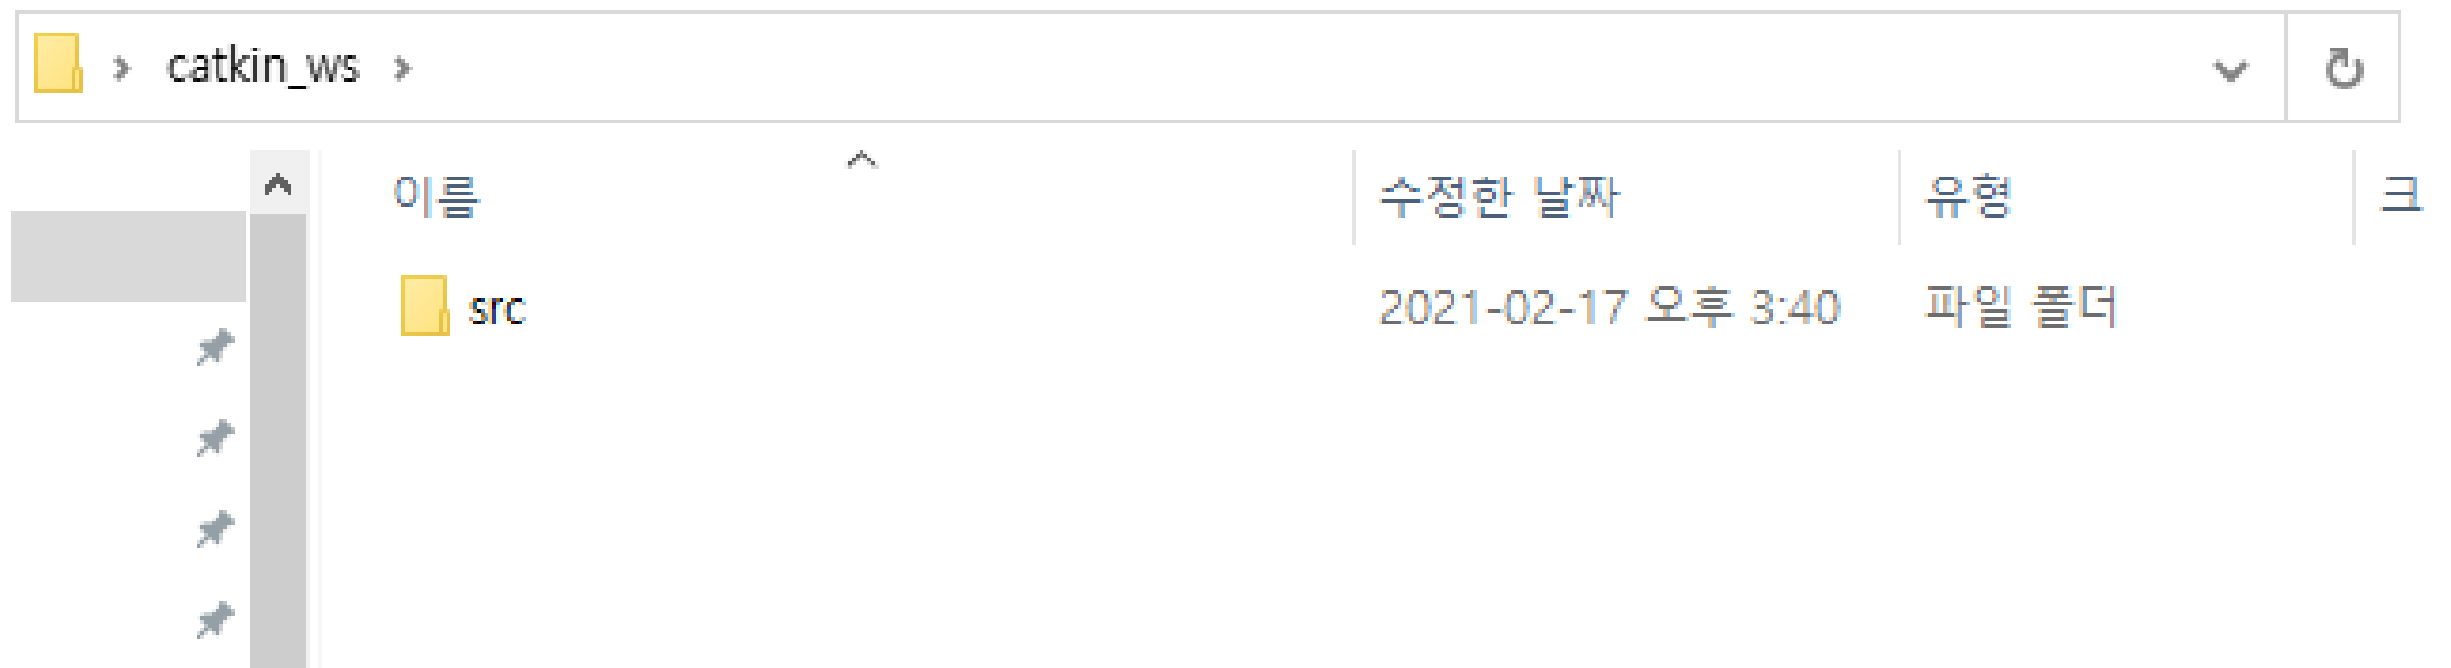 catkin_ws
이름 수정한 날짜 유형 크
src 2021-02-17 오후 3:40 파일 폴더